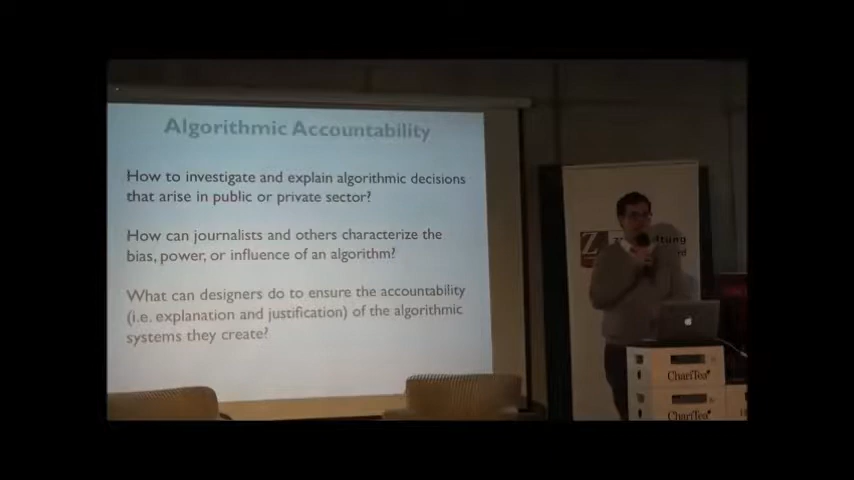 Algorithmic Accountability
How to investigate and explain algorithmic decisions
that arise in public or private sector?
How can journalists and others characterize the
bias, power, or influence of an algorithm?
What can designers do to ensure the accountability
(i.e. explanation and justification) of the algorithmic
systems they create?
Z
ChariTea
ChariTea